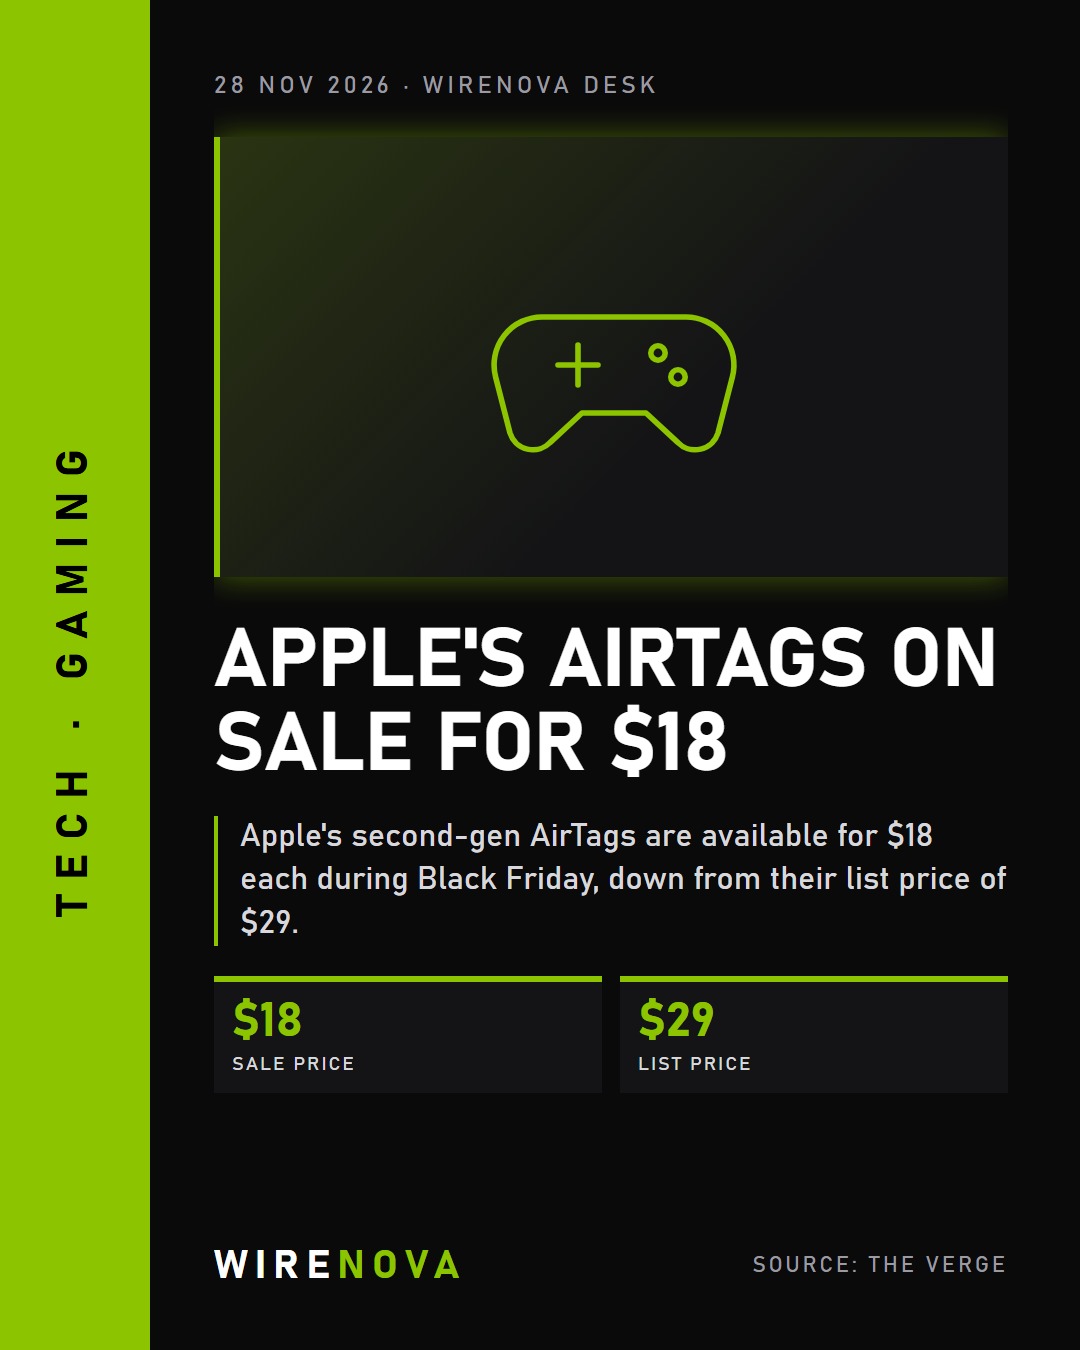 TECH · GAMING
28 NOV 2026 · WIRENOVA DESK
APPLE'S AIRTAGS ON
SALE FOR $18
Apple's second-gen AirTags are available for $18
each during Black Friday, down from their list price of
$29.
$18
SALE PRICE
$29
LIST PRICE
WIRENOVA
SOURCE: THE VERGE